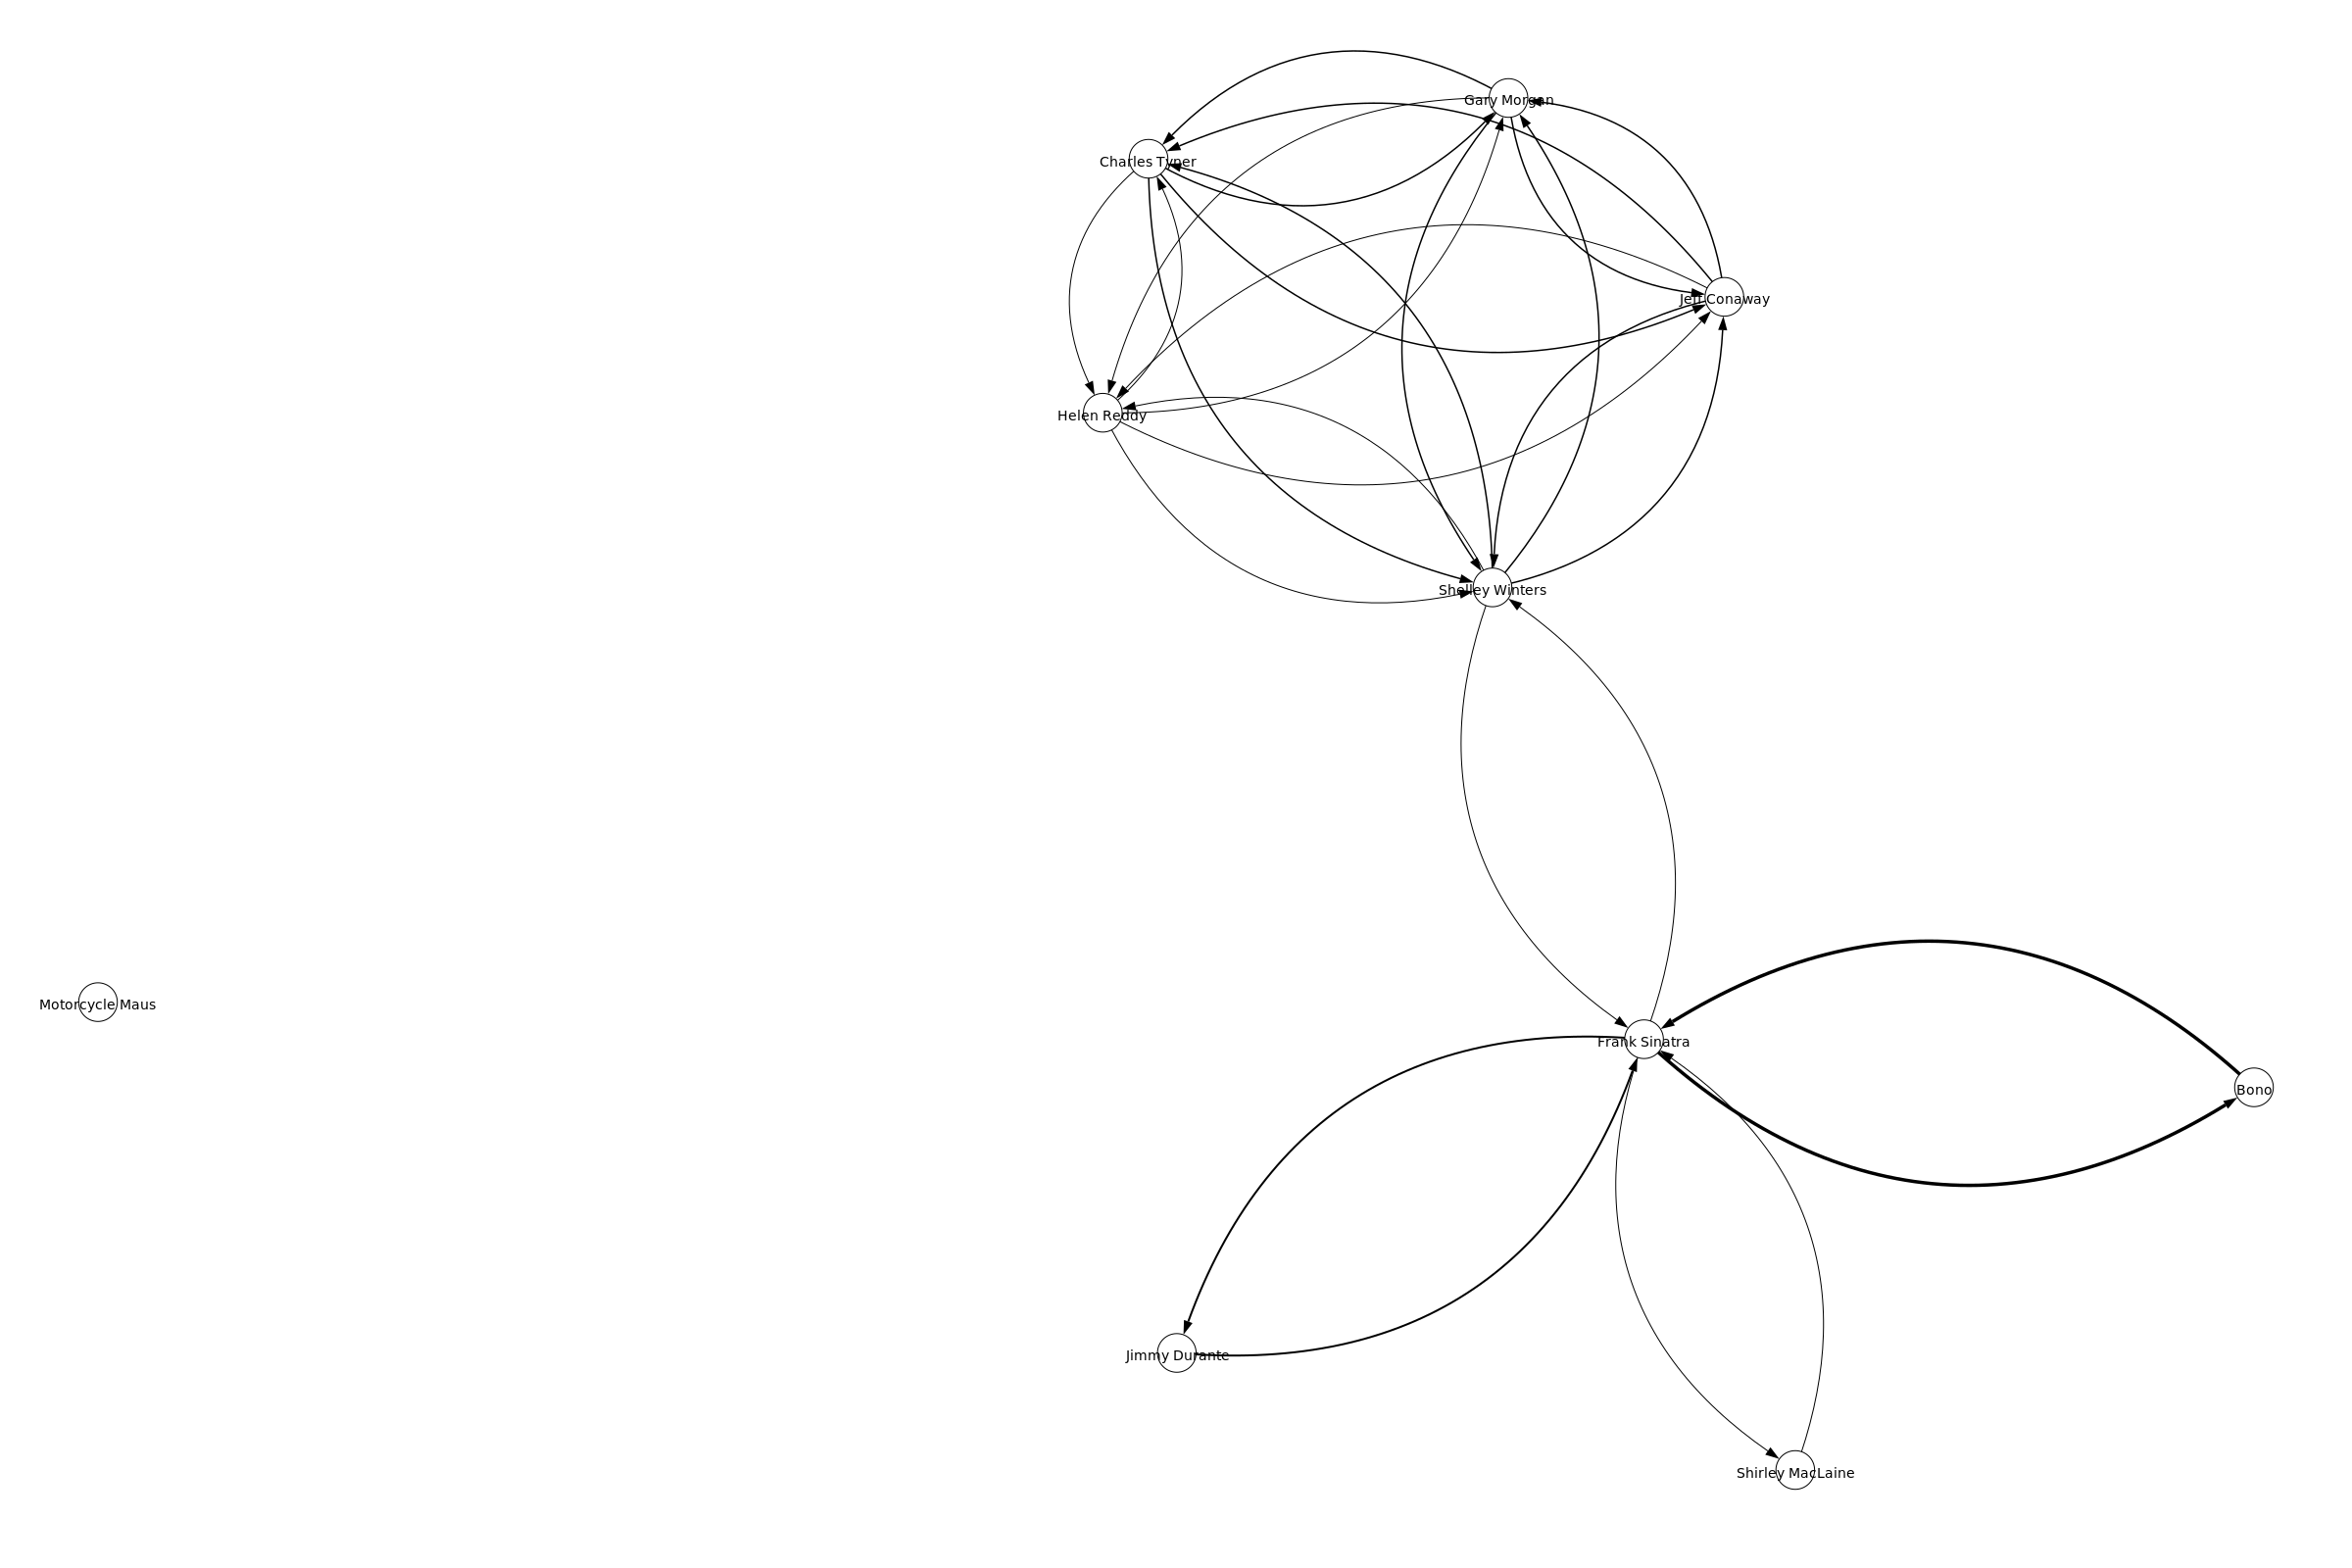 Gary Morgan
Charles Tyner
Jeff Conaway
Helen Reddy
Shelley Winters
Motorcycle Maus
Frank Sinatra
Bono
Jimmy Durante
Shirley MacLaine